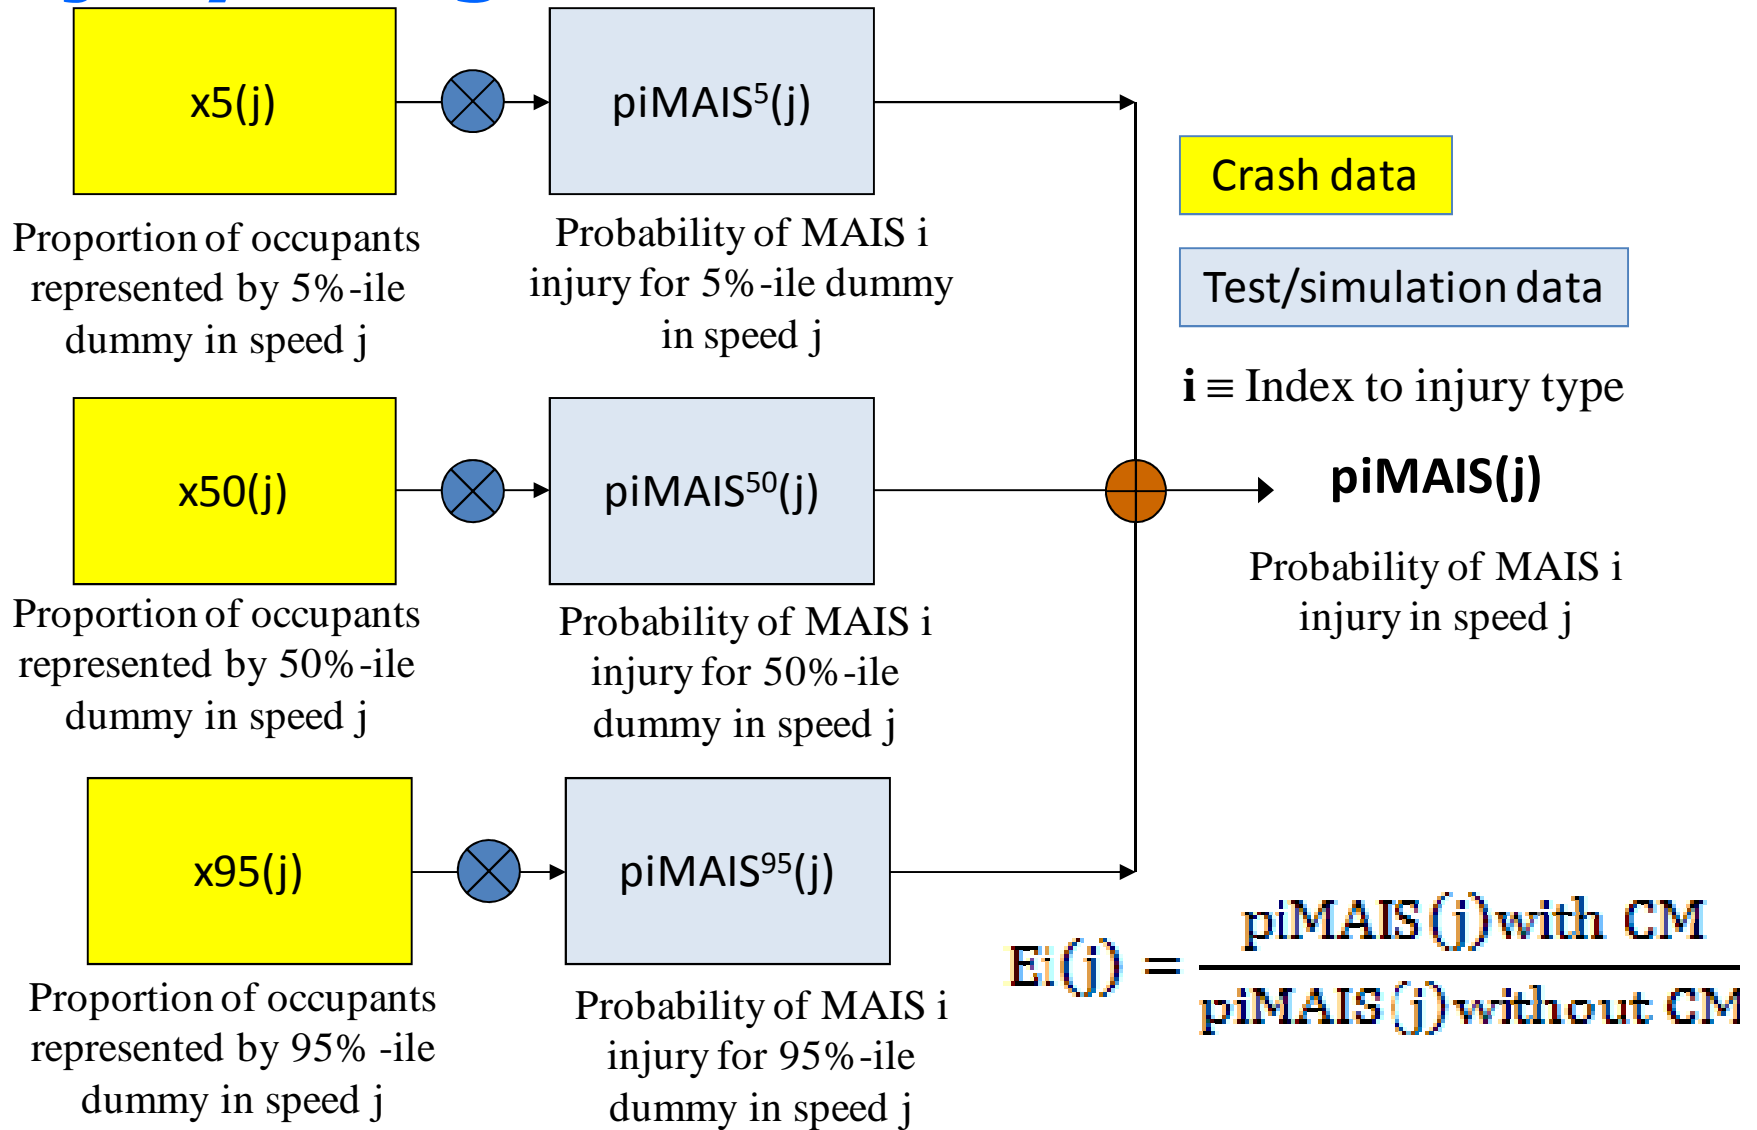 x5(j)
piMAIS⁵(j)
Proportion of occupants
represented by 5%-ile
dummy in speed j
Probability of MAIS i
injury for 5%-ile dummy
in speed j
Crash data
Test/simulation data
i ≡ Index to injury type
x50(j)
piMAIS⁵⁰(j)
piMAIS(j)
Proportion of occupants
represented by 50%-ile
dummy in speed j
Probability of MAIS i
injury for 50%-ile
dummy in speed j
Probability of MAIS i
injury in speed j
x95(j)
piMAIS⁹⁵(j)
Proportion of occupants
represented by 95% -ile
dummy in speed j
Probability of MAIS i
injury for 95%-ile
dummy in speed j
Ei(j) =
piMAIS(j)with CM
piMAIS(j)without CM